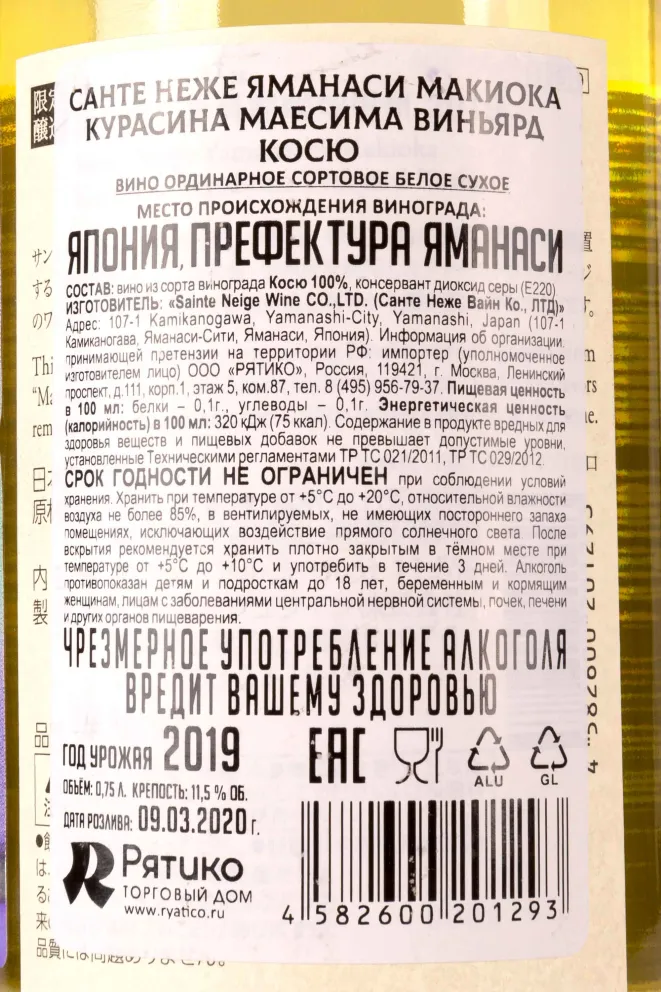 САНТЕ НЕЖЕ ЯМАНАСИ МАКИОКА
КУРАСИНА МАЕСИМА ВИНЬЯРД
КОСЮ
ВИНО ОРДИНАРНОЕ СОРТОВОЕ БЕЛОЕ СУХОЕ
МЕСТО ПРОИСХОЖДЕНИЯ ВИНОГРАДА:
ЯПОНИЯ, ПРЕФЕКТУРА ЯМАНАСИ
СОСТАВ: вино из сорта винограда Косю 100%, консервант диоксид серы (Е220).
ИЗГОТОВИТЕЛЬ: «Sainte Neige Wine CO.,LTD. (Санте Неже Вайн Ко., ЛТД)»
Адрес: 107-1 Kamikanogawa, Yamanashi-City, Yamanashi, Japan (107-1
Камиканогава, Яманаси-Сити, Яманаси, Япония). Информация об организации,
принимающей претензии на территории РФ: импортер (уполномоченное
изготовителем лицо) ООО «РЯТИКО», Россия, 119421, г. Москва, Ленинский
проспект, д.111, корп.1, этаж 5, ком.87, тел. 8 (495) 956-79-37. Пищевая ценность
в 100 мл: белки – 0,1г., углеводы – 0,1г. Энергетическая ценность
(калорийность) в 100 мл: 320 кДж (75 ккал). Содержание в продукте вредных для
здоровья веществ и пищевых добавок не превышает допустимые уровни,
установленные Техническими регламентами ТР ТС 021/2011, ТР ТС 029/2012.
СРОК ГОДНОСТИ НЕ ОГРАНИЧЕН при соблюдении условий
хранения. Хранить при температуре от +5°С до +20°С, относительной влажности
воздуха не более 85%, в вентилируемых, не имеющих постороннего запаха
помещениях, исключающих воздействие прямого солнечного света. После
вскрытия рекомендуется хранить плотно закрытым в тёмном месте при
температуре от +5°С до +10°С и употребить в течение 3 дней. Алкоголь
противопоказан детям и подросткам до 18 лет, беременным и кормящим
женщинам, лицам с заболеваниями центральной нервной системы, почек, печени
и других органов пищеварения.
ЧРЕЗМЕРНОЕ УПОТРЕБЛЕНИЕ АЛКОГОЛЯ
ВРЕДИТ ВАШЕМУ ЗДОРОВЬЮ
ГОД УРОЖАЯ 2019
EAC
ALU
GL
ОБЪЁМ: 0,75 Л. КРЕПОСТЬ: 11,5 % ОБ.
ДАТА РОЗЛИВА: 09.03.2020 г.
РЯТИКО
ТОРГОВЫЙ ДОМ
www.ryatico.ru
4 582600 201293